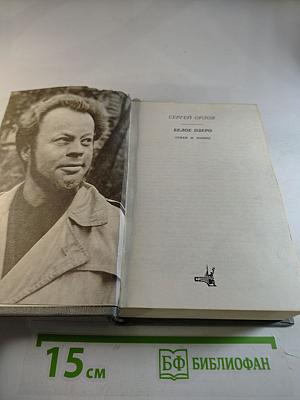 СЕРГЕЙ ОРЛОВ
БЕЛОЕ ОЗЕРО
СТИХИ И ПОЭМЫ
15 СМ
БФ БИБЛИОФАН